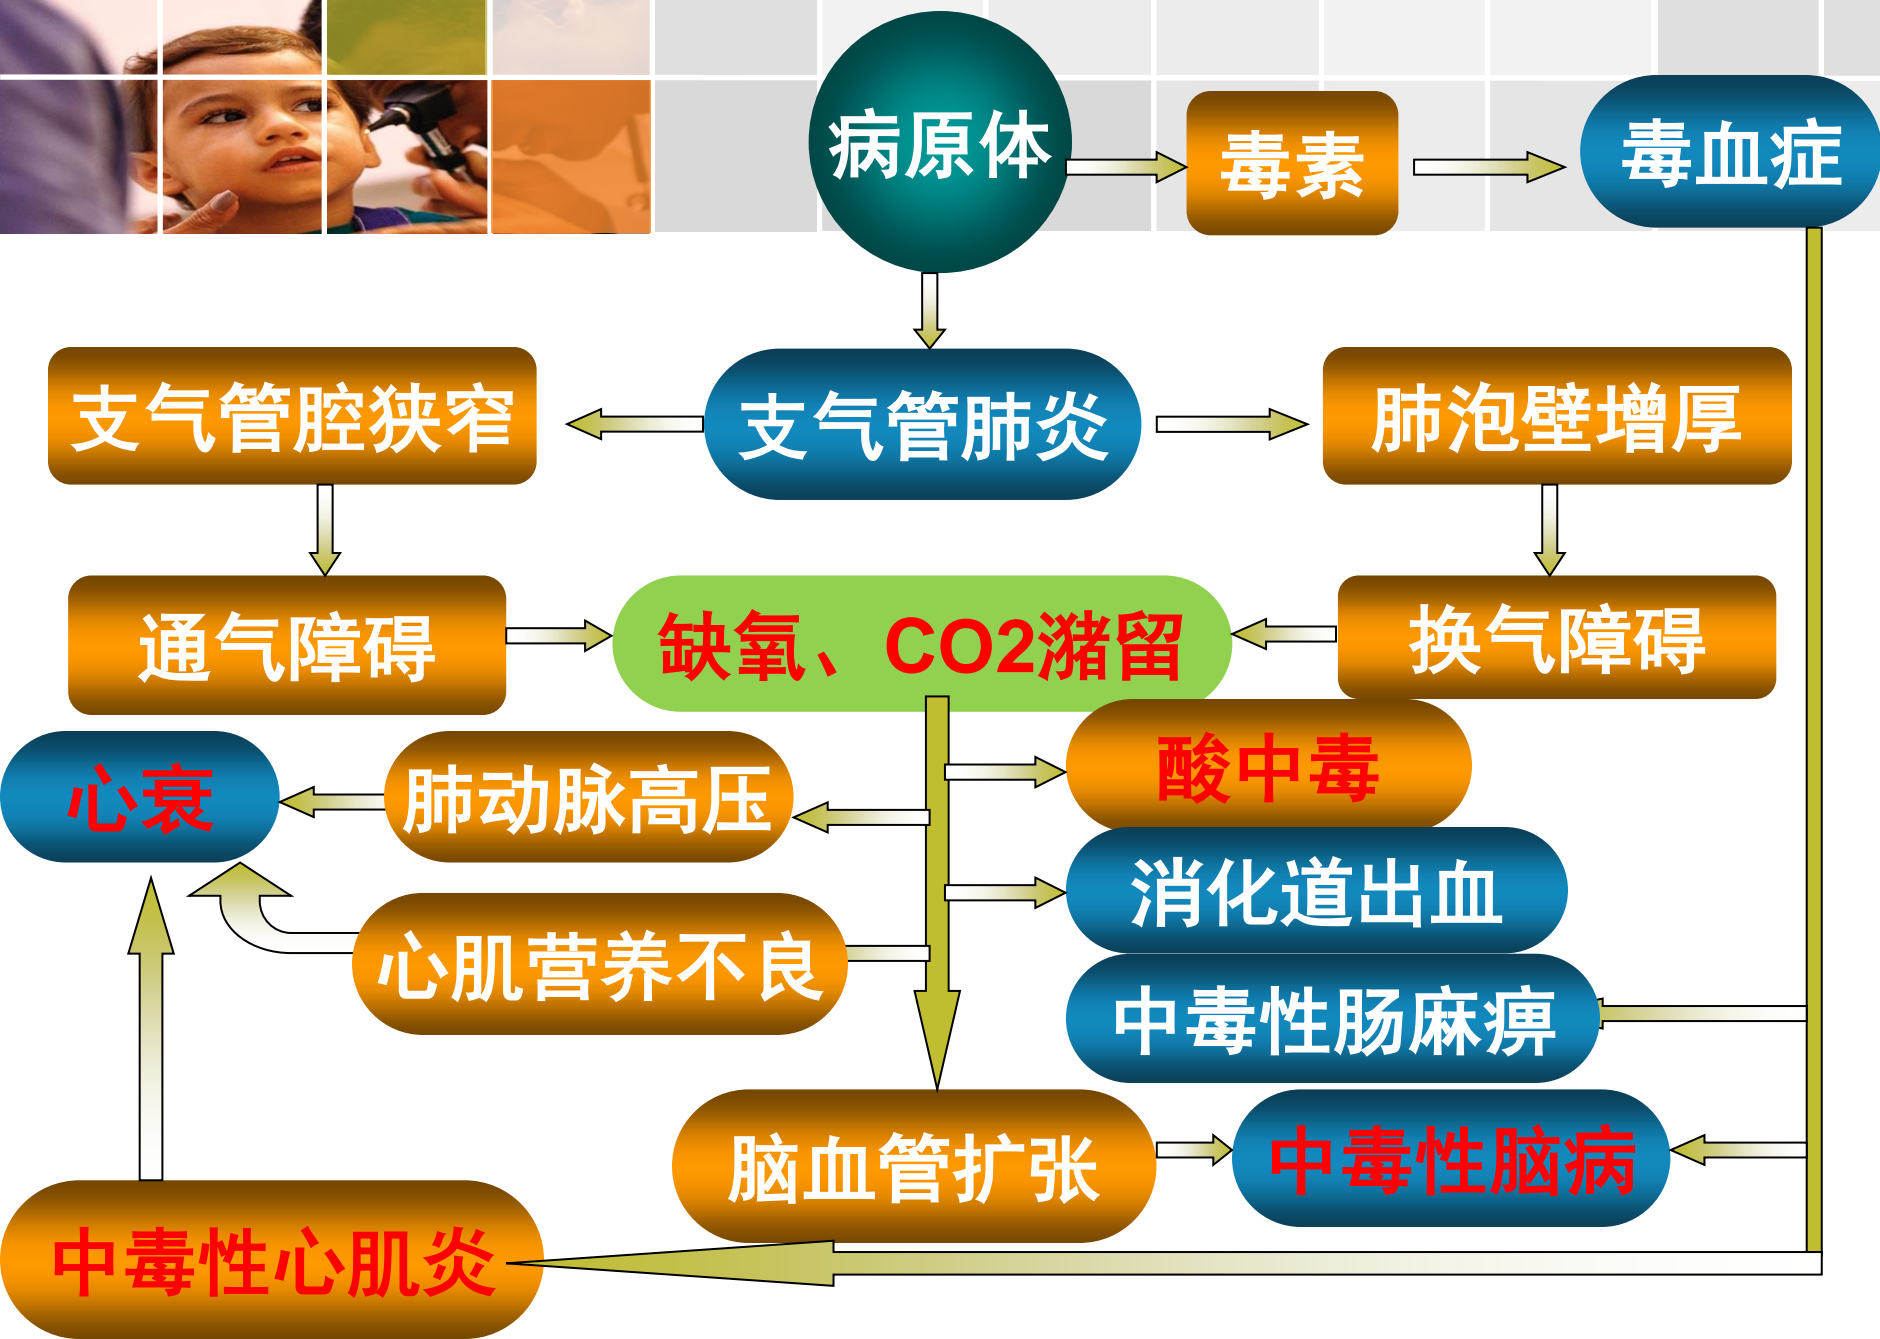 病原体
毒素
毒血症
支气管腔狭窄
支气管肺炎
肺泡壁增厚
通气障碍
缺氧、CO2潴留
换气障碍
心衰
肺动脉高压
酸中毒
消化道出血
心肌营养不良
中毒性肠麻痹
脑血管扩张
中毒性脑病
中毒性心肌炎